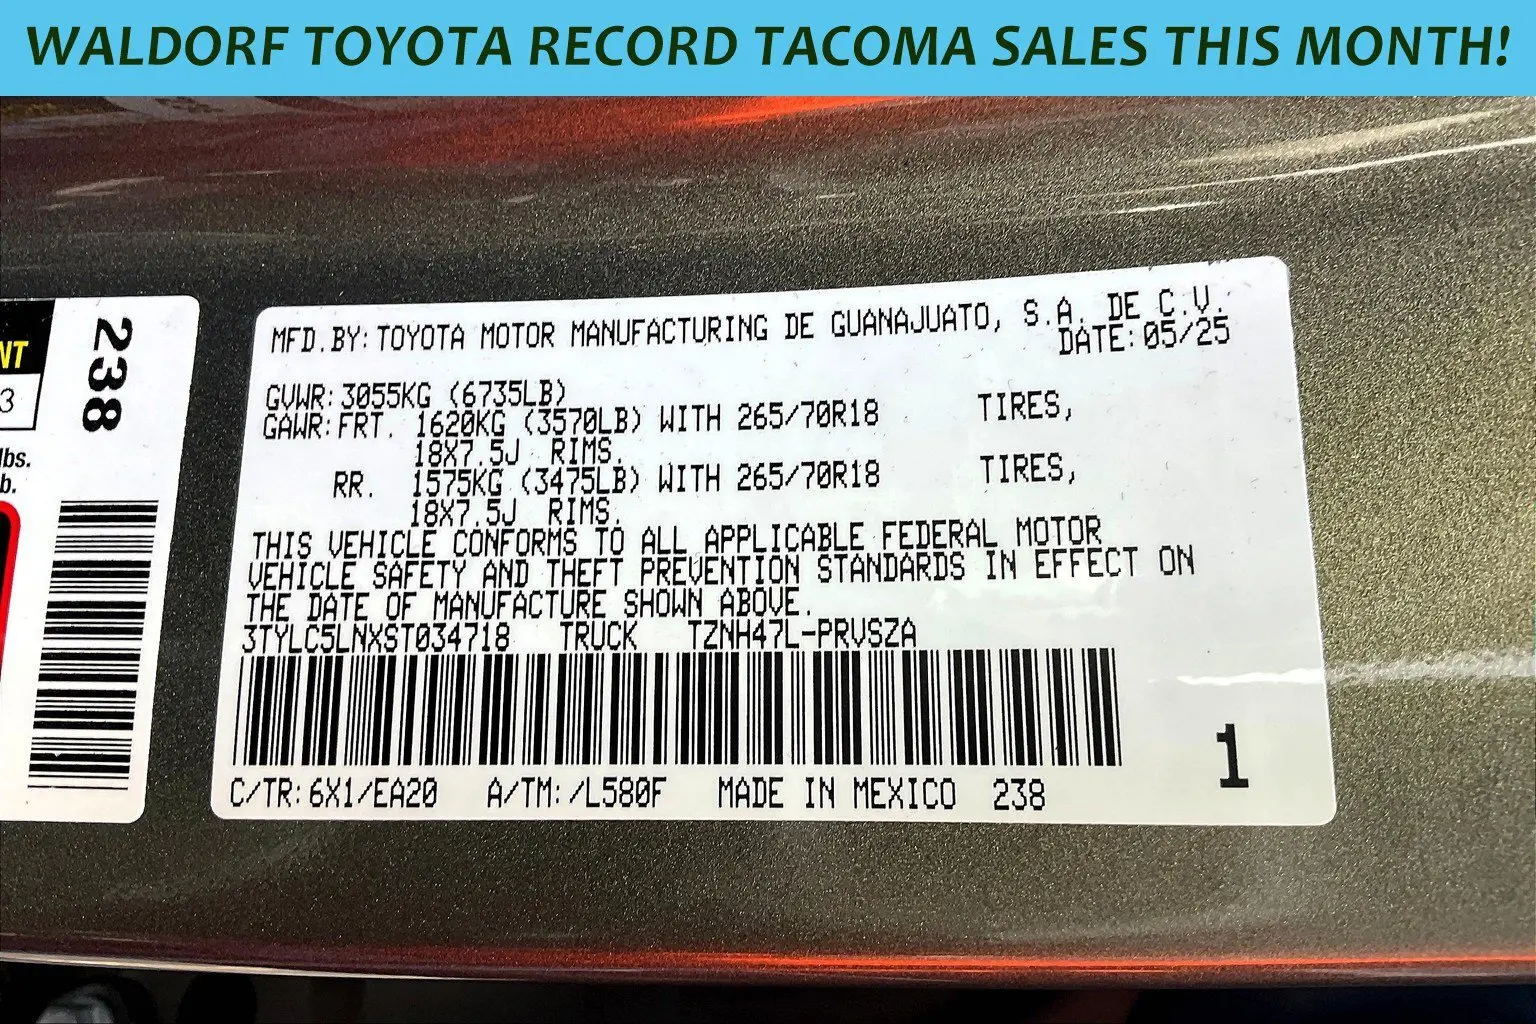 WALDORF TOYOTA RECORD TACOMA SALES THIS MONTH!
NT
3
lbs.
b.
238
MFD.BY:TOYOTA MOTOR MANUFACTURING DE GUANAJUATO, S.A. DE C.V.
DATE:05/25
GVWR:3055KG (6735LB)
GAWR:FRT. 1620KG (3570LB) WITH 265/70R18 TIRES,
18X7.5J RIMS.
RR. 1575KG (3475LB) WITH 265/70R18 TIRES,
18X7.5J RIMS.
THIS VEHICLE CONFORMS TO ALL APPLICABLE FEDERAL MOTOR
VEHICLE SAFETY AND THEFT PREVENTION STANDARDS IN EFFECT ON
THE DATE OF MANUFACTURE SHOWN ABOVE.
3TYLC5LNXST034718 TRUCK TZNH47L-PRVSZA
1
C/TR:6X1/EA20 A/TM:/L580F MADE IN MEXICO 238